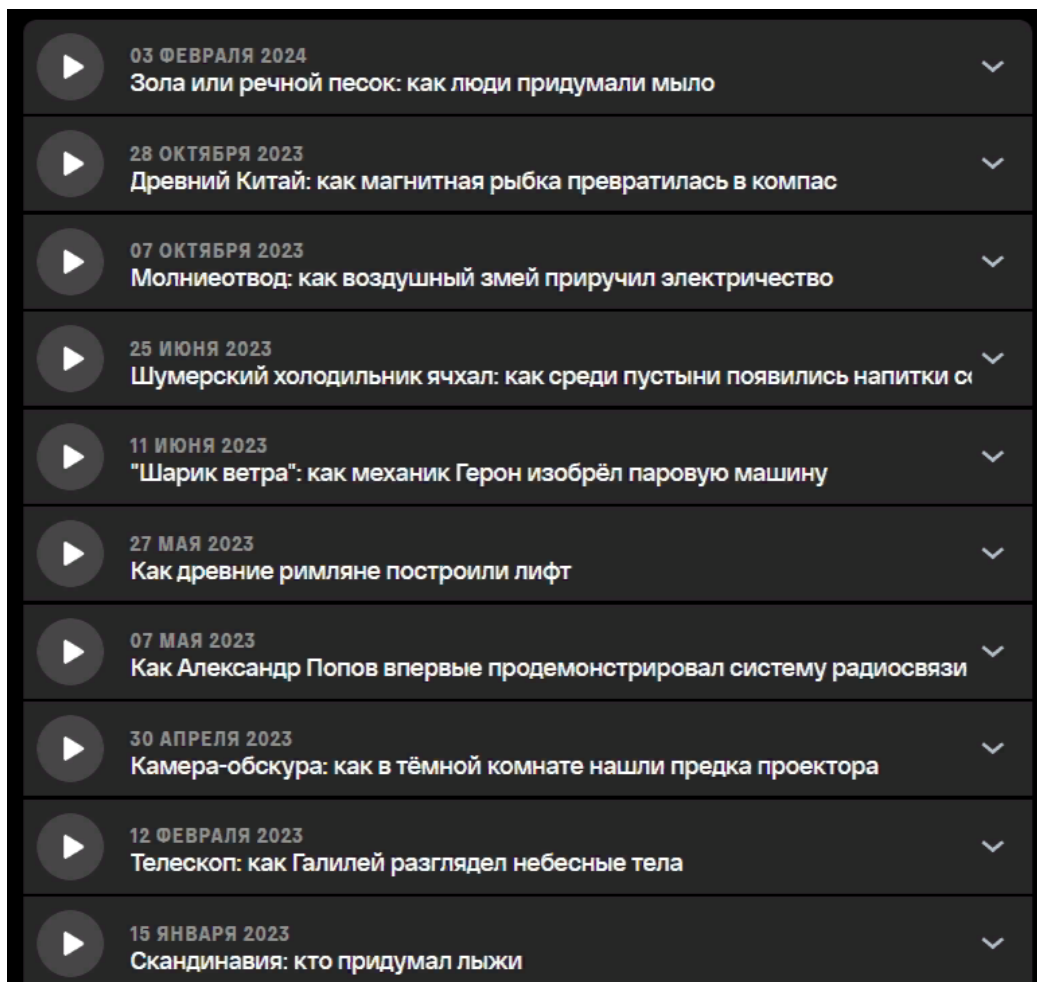 03 ФЕВРАЛЯ 2024
Зола или речной песок: как люди придумали мыло
28 ОКТЯБРЯ 2023
Древний Китай: как магнитная рыбка превратилась в компас
07 ОКТЯБРЯ 2023
Молниеотвод: как воздушный змей приручил электричество
25 ИЮНЯ 2023
Шумерский холодильник ячхал: как среди пустыни появились напитки
11 ИЮНЯ 2023
"Шарик ветра": как механик Герон изобрёл паровую машину
27 МАЯ 2023
Как древние римляне построили лифт
07 МАЯ 2023
Как Александр Попов впервые продемонстрировал систему радиосвязи
30 АПРЕЛЯ 2023
Камера-обскура: как в тёмной комнате нашли предка проектора
12 ФЕВРАЛЯ 2023
Телескоп: как Галилей разглядел небесные тела
15 ЯНВАРЯ 2023
Скандинавия: кто придумал лыжи